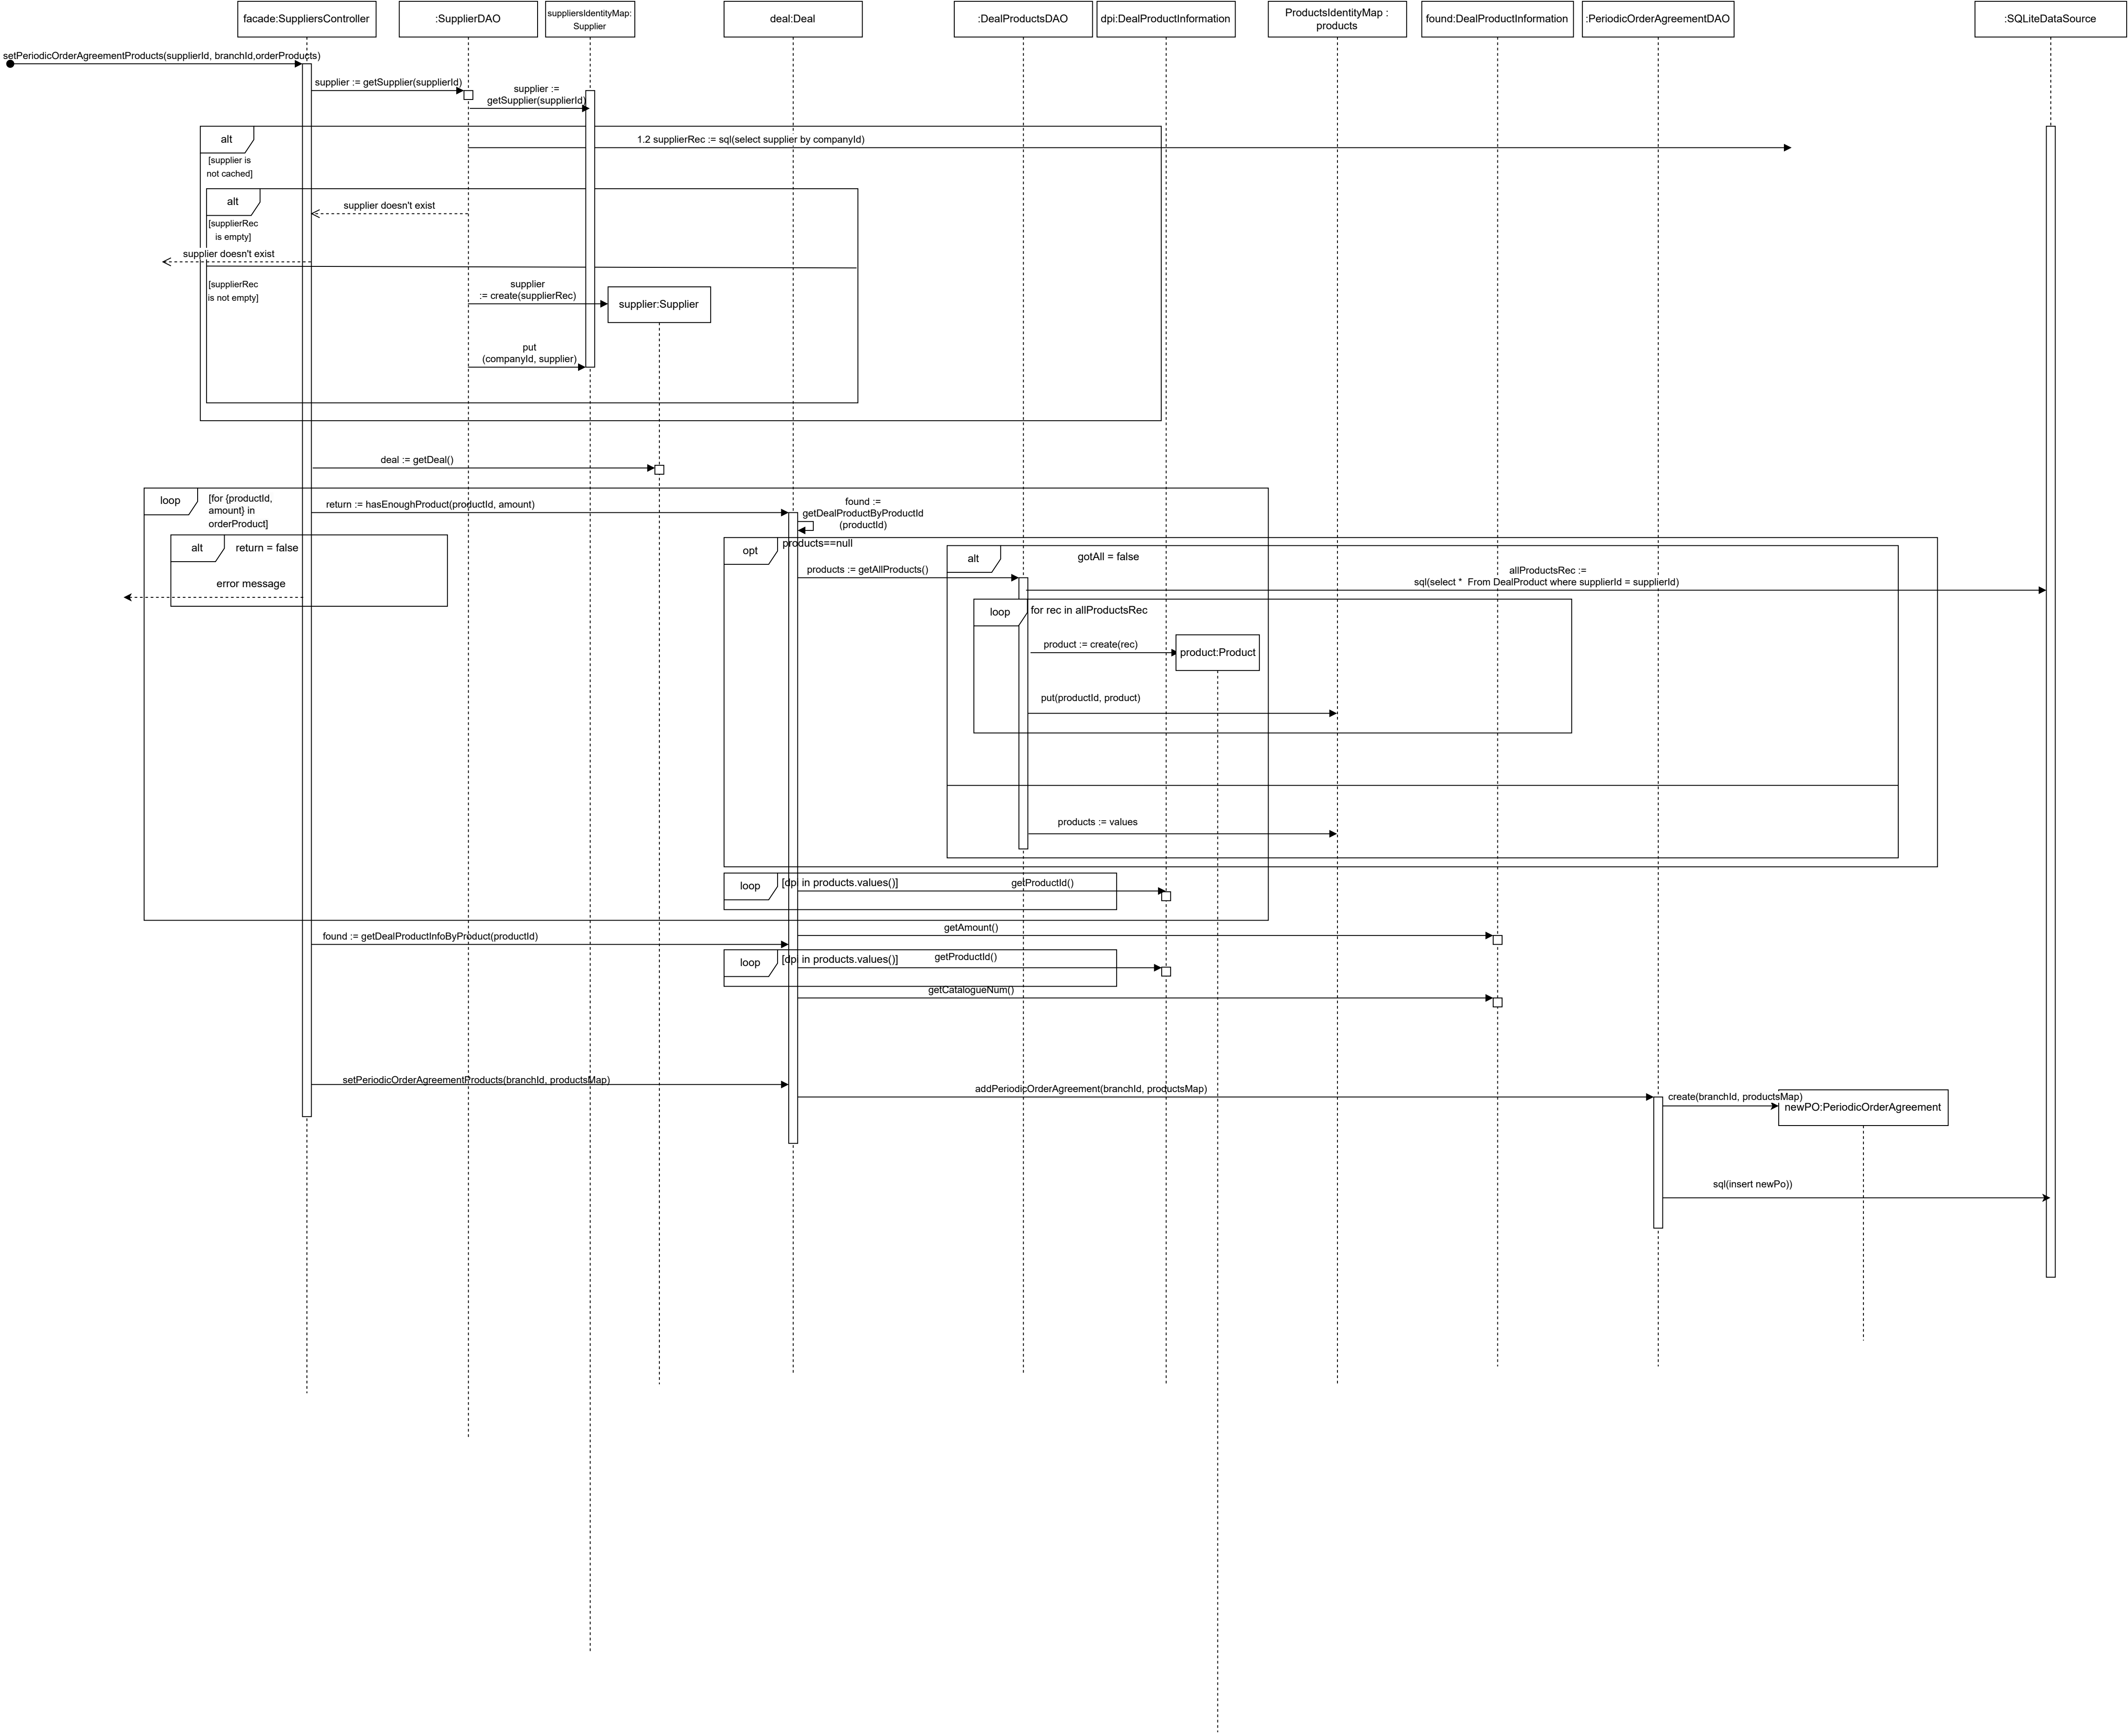 facade:SuppliersController
:SupplierDAO
suppliersIdentityMap:
Supplier
deal:Deal
:DealProductsDAO
dpi:DealProductInformation
ProductsIdentityMap :
products
found:DealProductInformation
:PeriodicOrderAgreementDAO
:SQLiteDataSource
setPeriodicOrderAgreementProducts(supplierId, branchId,orderProducts)
supplier := getSupplier(supplierId)
supplier :=
getSupplier(supplierId)
alt
[supplier is
not cached]
1.2 supplierRec := sql(select supplier by companyId)
alt
[supplierRec
is empty]
supplier doesn't exist
supplier doesn't exist
[supplierRec
is not empty]
supplier
:= create(supplierRec)
supplier:Supplier
put
(companyId, supplier)
deal := getDeal()
loop
[for {productId,
amount} in
orderProduct]
return := hasEnoughProduct(productId, amount)
found :=
getDealProductByProductId
(productId)
alt
return = false
error message
opt
products==null
products := getAllProducts()
alt
gotAll = false
allProductsRec :=
sql(select * From DealProduct where supplierId = supplierId)
loop
for rec in allProductsRec
product := create(rec)
product:Product
put(productId, product)
products := values
loop
[dpi in products.values()]
getProductId()
getAmount()
found := getDealProductInfoByProduct(productId)
loop
[dpi in products.values()]
getProductId()
getCatalogueNum()
setPeriodicOrderAgreementProducts(branchId, productsMap)
addPeriodicOrderAgreement(branchId, productsMap)
create(branchId, productsMap)
newPO:PeriodicOrderAgreement
sql(insert newPo))